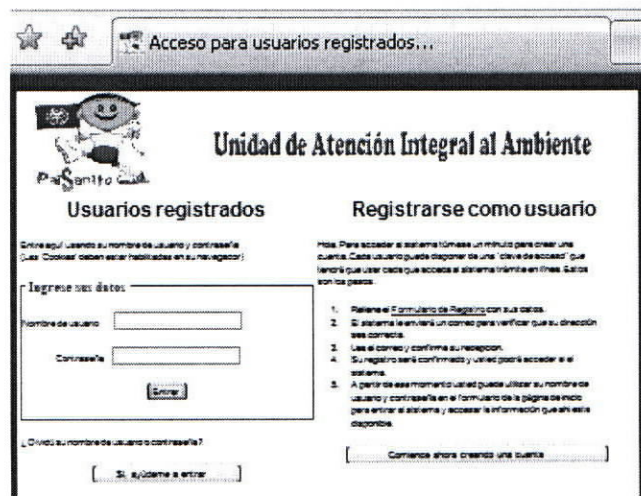 Acceso para usuarios registrados...
Unidad de Atención Integral al Ambiente
PaiSanito
Usuarios registrados
Entre aquí usando su nombre de usuario y contraseña
(Las 'Cookies' deben estar habilitadas en su navegador)
Ingrese sus datos
Nombre de usuario
Contraseña
Entrar
¿Olvidó su nombre de usuario o contraseña?
Sí, ayúdeme a entrar
Registrarse como usuario
Hola. Para acceder al sistema tómese un minuto para crear una
cuenta. Cada usuario puede disponer de una "clave de acceso" que
tendrá que usar cada que acceda al sistema trámite en línea. Estos
son los pasos:
1. Rellene el Formulario de Registro con sus datos.
2. El sistema le enviará un correo para verificar que su dirección
sea correcta.
3. Lea el correo y confirme su recepción.
4. Su registro será confirmado y usted podrá acceder al
sistema.
5. A partir de ese momento usted puede utilizar su nombre de
usuario y contraseña en el formulario de la página de inicio
para entrar al sistema y accesar la información que ahí este
disponible.
Comience ahora creando una cuenta